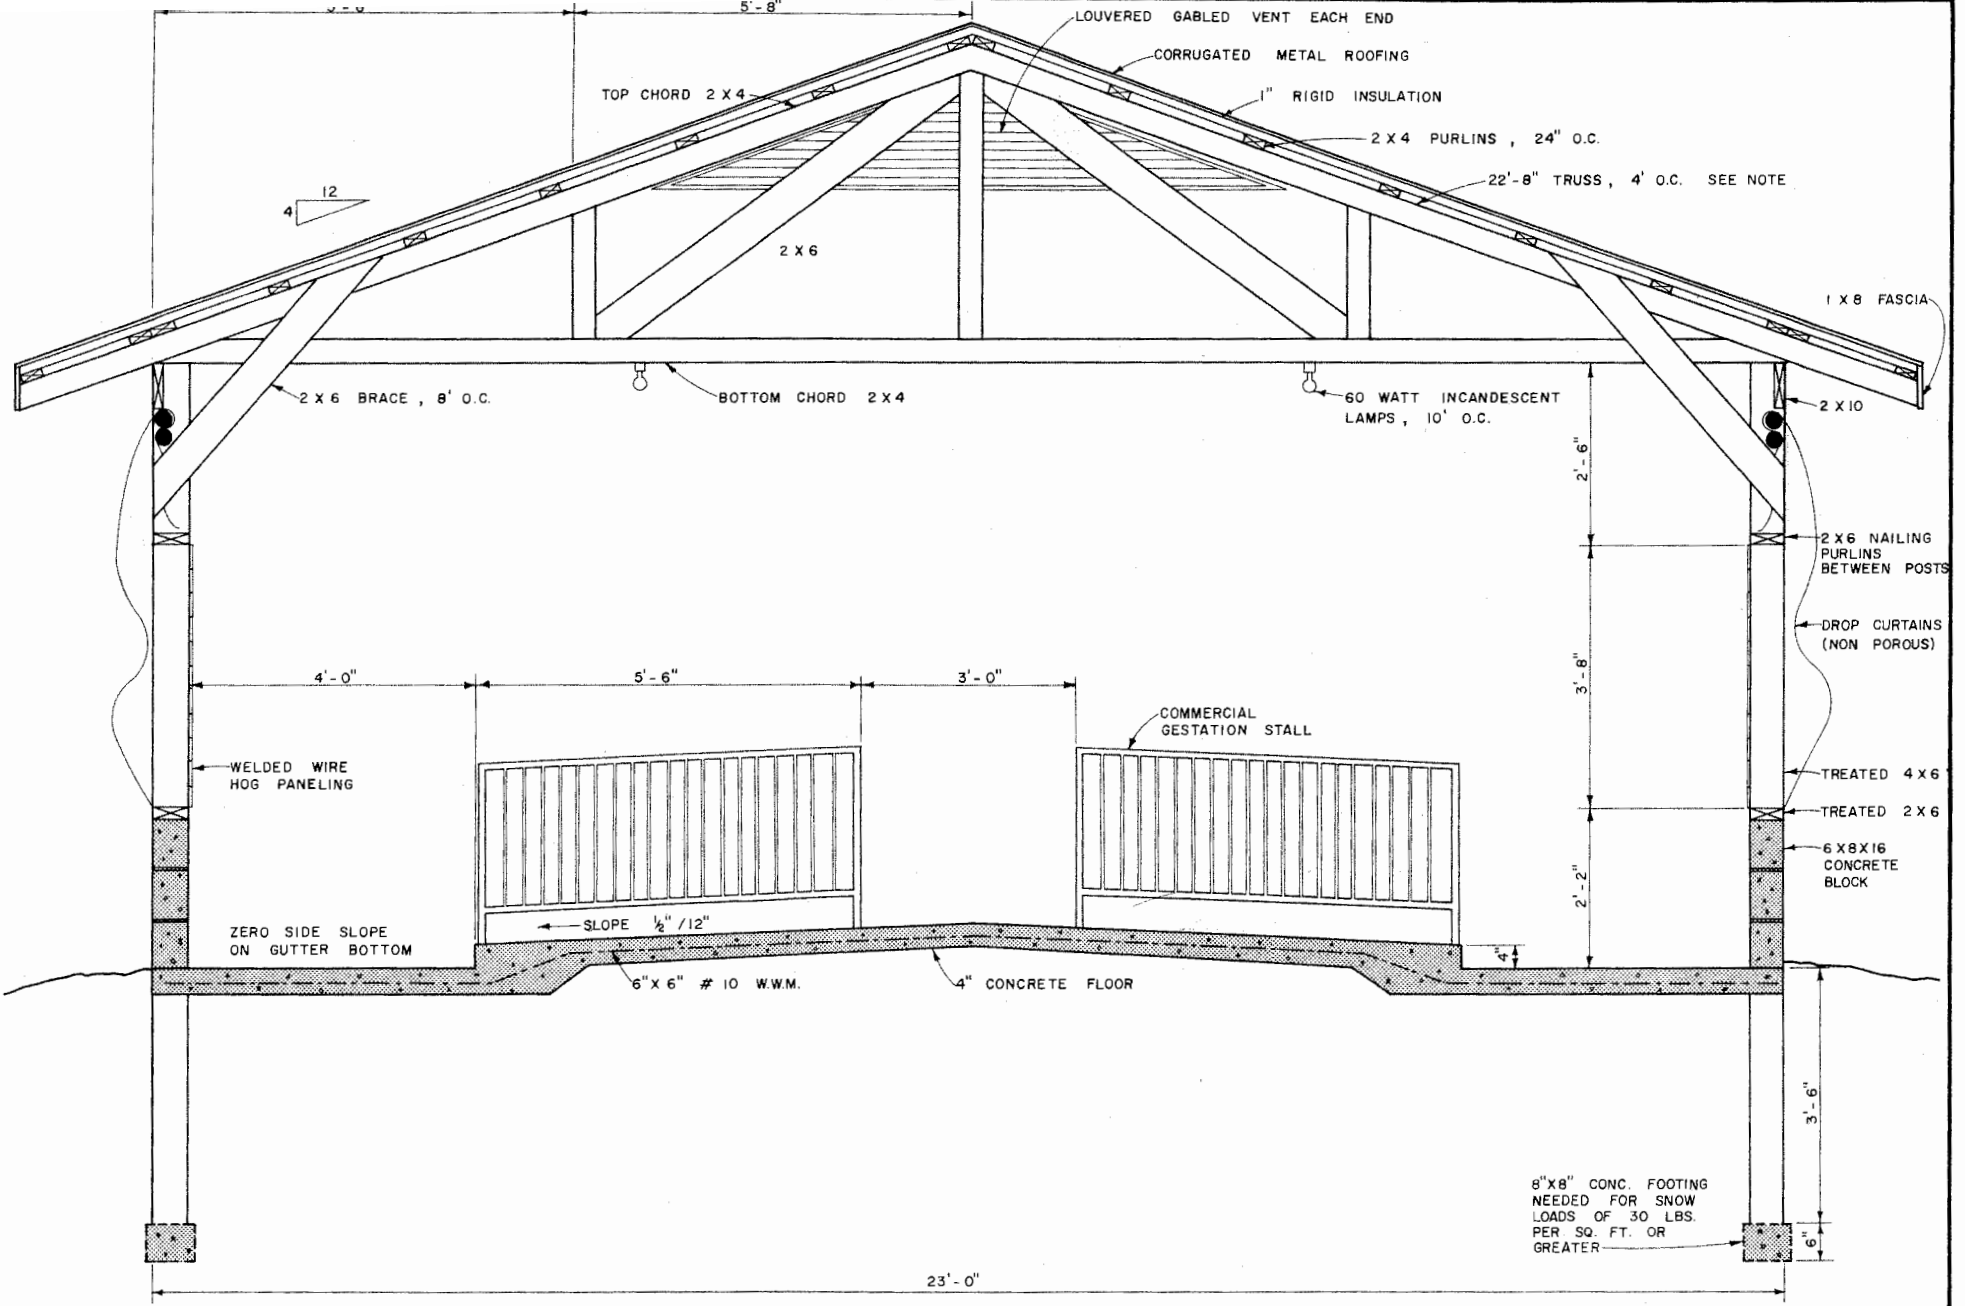 5'-8"
LOUVERED GABLED VENT EACH END
CORRUGATED METAL ROOFING
TOP CHORD 2 X 4
1" RIGID INSULATION
2 X 4 PURLINS , 24" O.C.
22'-8" TRUSS , 4' O.C. SEE NOTE
12
4
2 X 6
1 X 8 FASCIA
2 X 6 BRACE , 8' O.C.
BOTTOM CHORD 2 X 4
60 WATT INCANDESCENT
LAMPS , 10' O.C.
2 X 10
2'-6"
2 X 6 NAILING
PURLINS
BETWEEN POSTS
DROP CURTAINS
(NON POROUS)
4'-0"
5'-6"
3'-0"
3'-8"
COMMERCIAL
GESTATION STALL
WELDED WIRE
HOG PANELING
TREATED 4 X 6
TREATED 2 X 6
6 X 8 X 16
CONCRETE
BLOCK
2'-2"
SLOPE ½"/12"
ZERO SIDE SLOPE
ON GUTTER BOTTOM
4"
6" X 6" # 10 W.W.M.
4" CONCRETE FLOOR
3'-6"
8"X8" CONC. FOOTING
NEEDED FOR SNOW
LOADS OF 30 LBS.
PER SQ. FT. OR
GREATER
6"
23'-0"